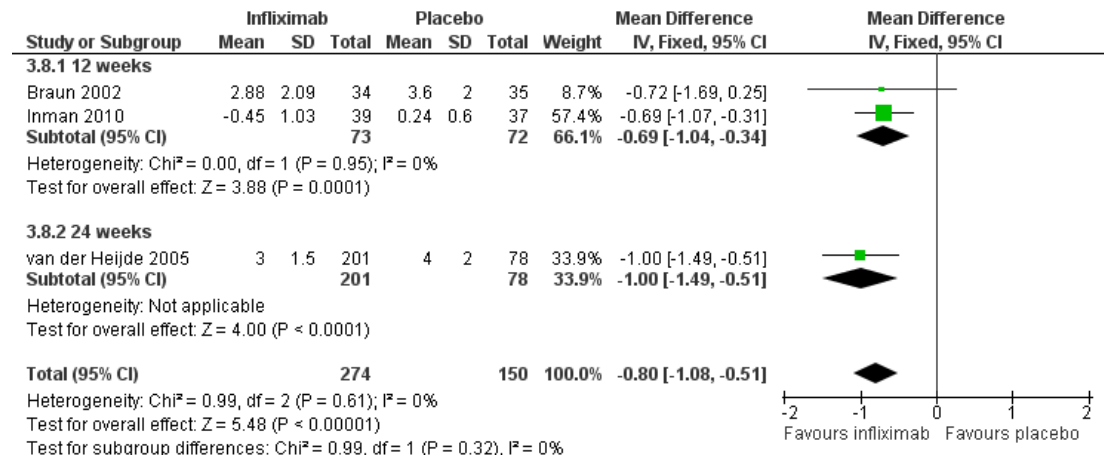 Infliximab Placebo Mean Difference Mean Difference
Study or Subgroup Mean SD Total Mean SD Total Weight IV, Fixed, 95% CI IV, Fixed, 95% CI
3.8.1 12 weeks
Braun 2002 2.88 2.09 34 3.6 2 35 8.7% -0.72 [-1.69, 0.25]
Inman 2010 -0.45 1.03 39 0.24 0.6 37 57.4% -0.69 [-1.07, -0.31]
Subtotal (95% CI) 73 72 66.1% -0.69 [-1.04, -0.34]
Heterogeneity: Chi² = 0.00, df = 1 (P = 0.95); I² = 0%
Test for overall effect: Z = 3.88 (P = 0.0001)
3.8.2 24 weeks
van der Heijde 2005 3 1.5 201 4 2 78 33.9% -1.00 [-1.49, -0.51]
Subtotal (95% CI) 201 78 33.9% -1.00 [-1.49, -0.51]
Heterogeneity: Not applicable
Test for overall effect: Z = 4.00 (P < 0.0001)
Total (95% CI) 274 150 100.0% -0.80 [-1.08, -0.51]
Heterogeneity: Chi² = 0.99, df = 2 (P = 0.61); I² = 0%
Test for overall effect: Z = 5.48 (P < 0.00001)
Test for subgroup differences: Chi² = 0.99, df = 1 (P = 0.32), I² = 0%
-2 -1 0 1 2
Favours infliximab Favours placebo